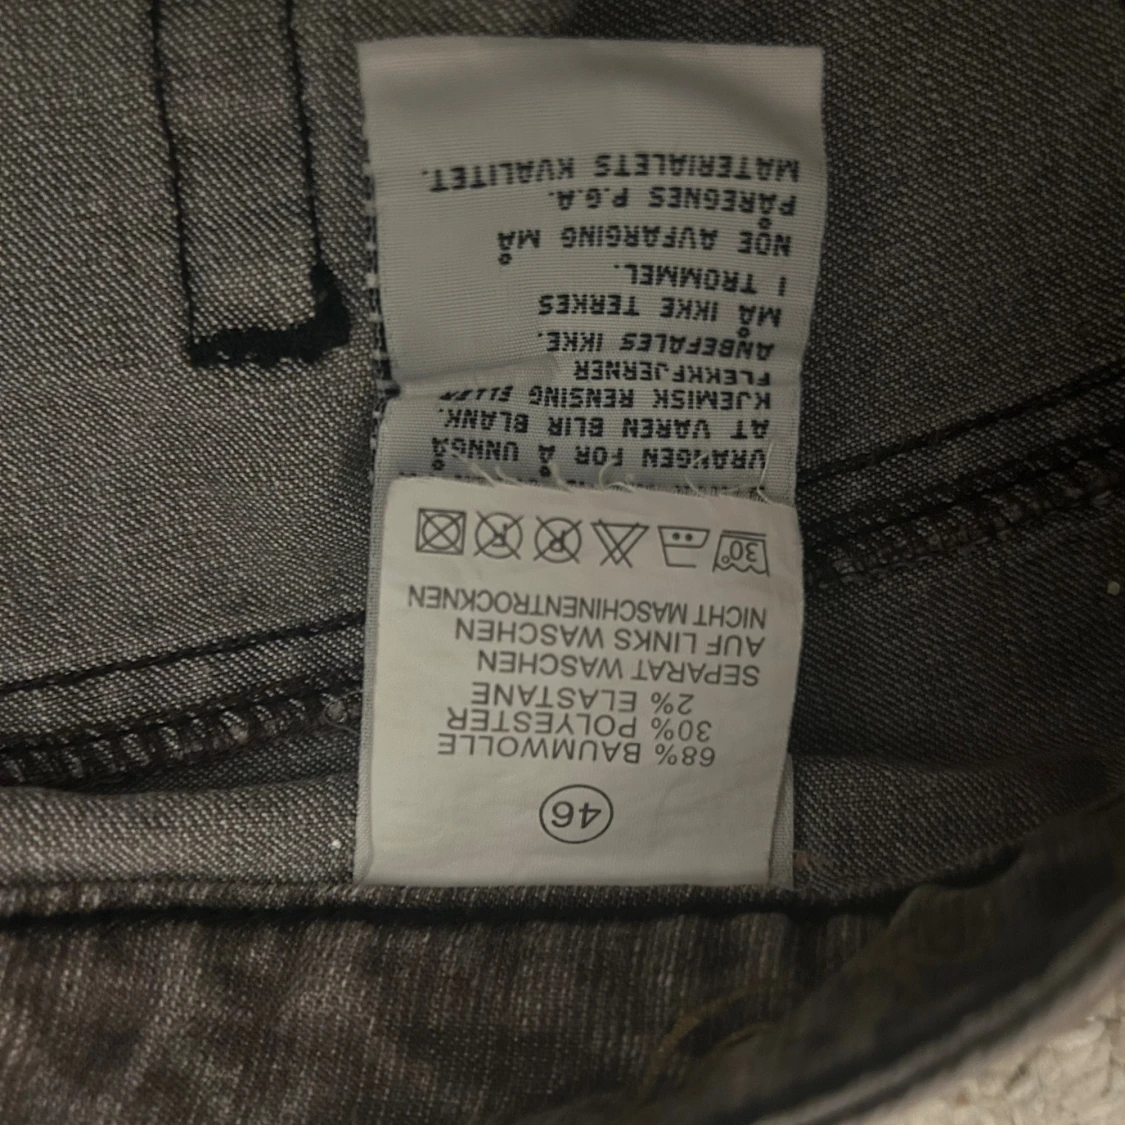 46
68% BAUMWOLLE
30% POLYESTER
2% ELASTANE
SEPARAT WASCHEN
AUF LINKS WASCHEN
NICHT MASCHINENTROCKNEN
30°
VRANGEN FOR Å UNNGÅ
AT VAREN BLIR BLANK.
KJEMISK RENSING ELLER
FLEKKFJERNER
ANBEFALES IKKE.
MÅ IKKE TERKES
I TROMMEL.
NOE AVFARGING MÅ
PÅREGNES P.G.A.
MATERIALETS KVALITET.